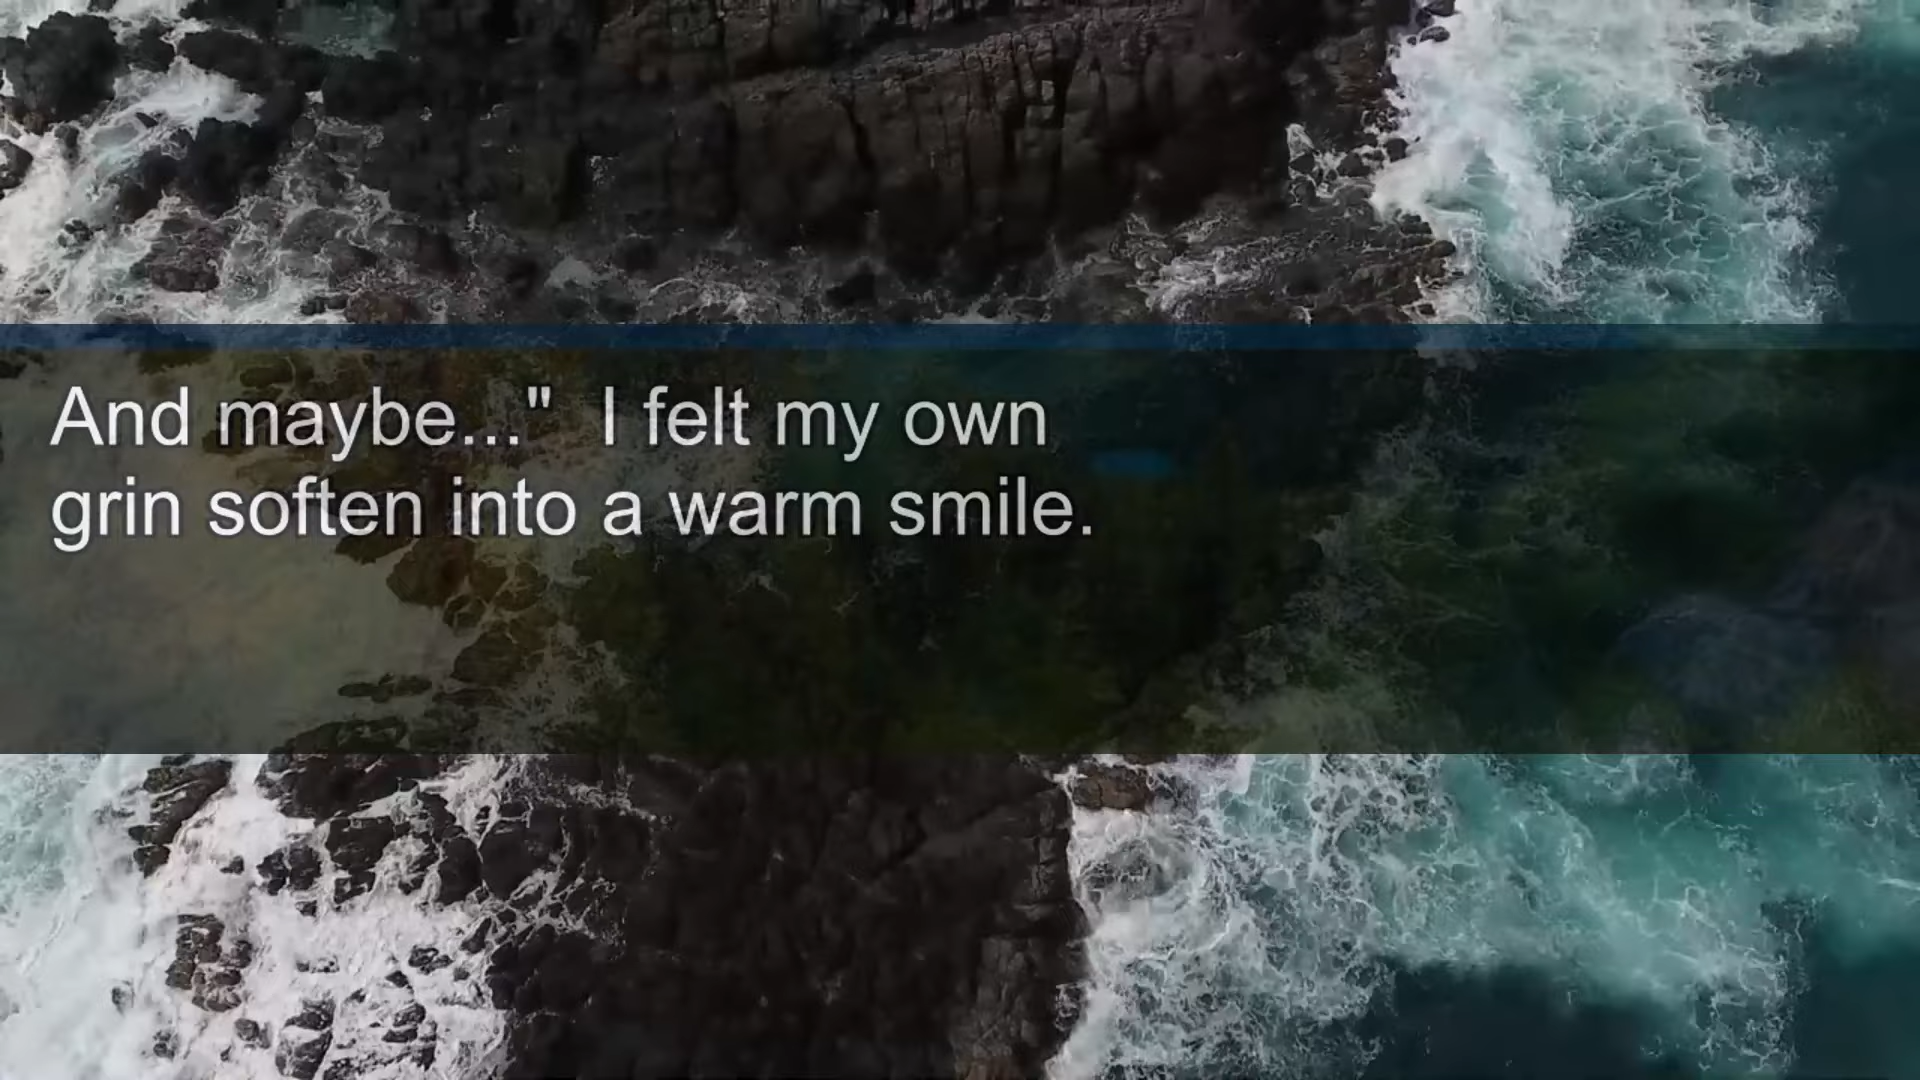 And maybe..." I felt my own
grin soften into a warm smile.